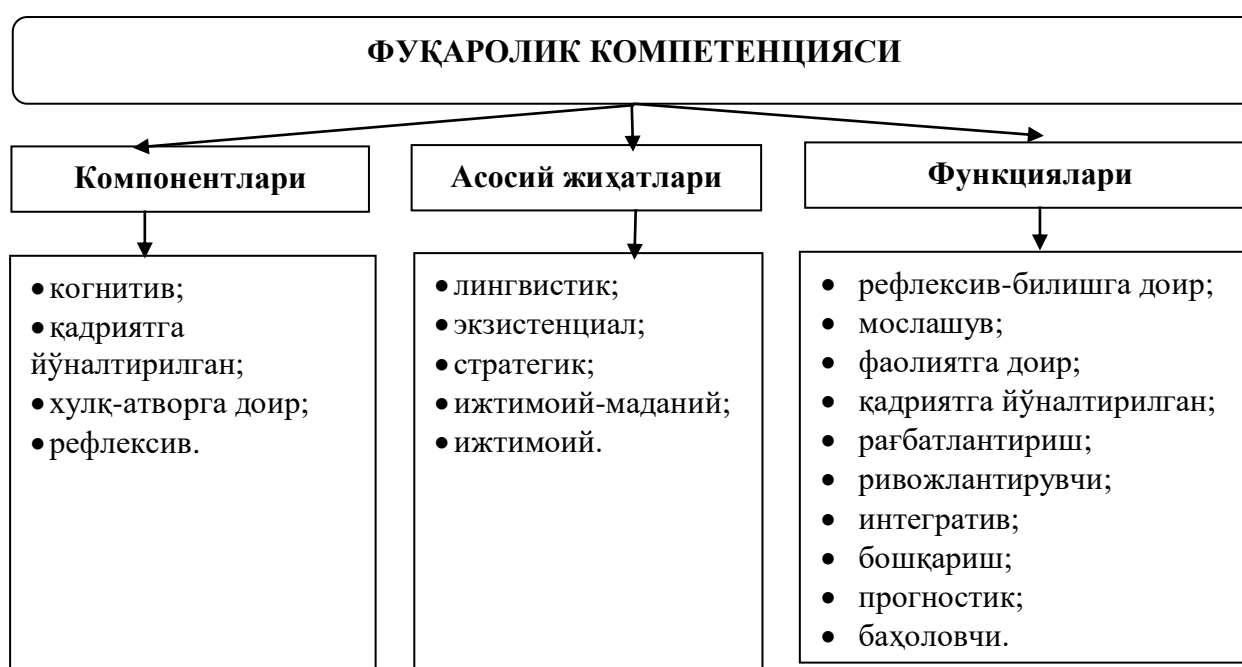 ФУҚАРОЛИК КОМПЕТЕНЦИЯСИ
Компонентлари
• когнитив;
• қадриятга
йўналтирилган;
• хулқ-атворга доир;
• рефлексив.
Асосий жиҳатлари
• лингвистик;
• экзистенциал;
• стратегик;
• ижтимоий-маданий;
• ижтимоий.
Функциялари
• рефлексив-билишга доир;
• мослашув;
• фаолиятга доир;
• қадриятга йўналтирилган;
• рағбатлантириш;
• ривожлантирувчи;
• интегратив;
• бошқариш;
• прогностик;
• баҳоловчи.